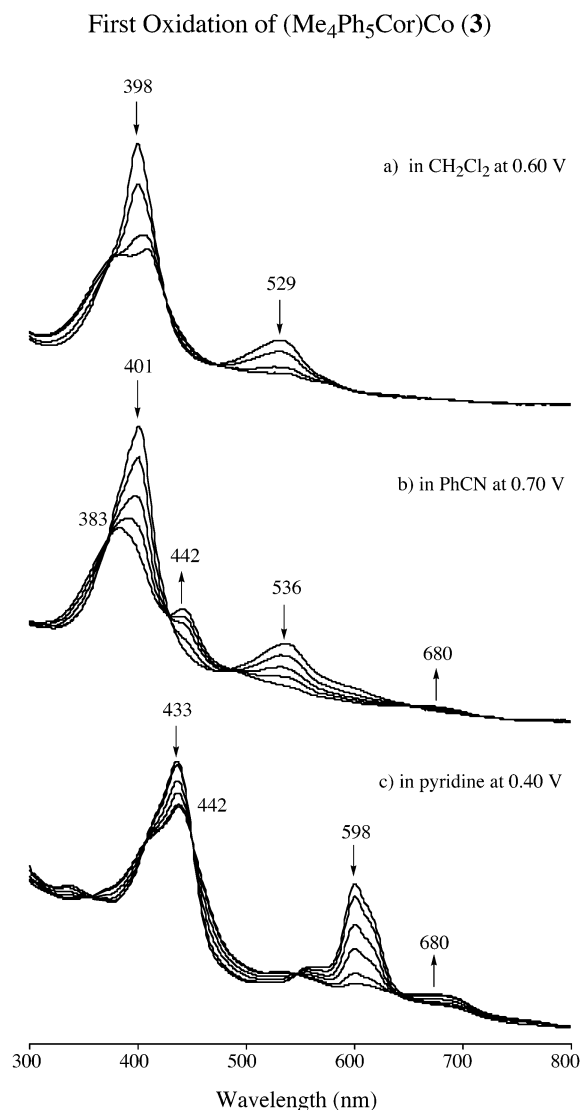 First Oxidation of (Me₄Ph₅Cor)Co (3)
398
a) in CH₂Cl₂ at 0.60 V
529
401
b) in PhCN at 0.70 V
383
442
536
680
433
c) in pyridine at 0.40 V
442
598
680
300 400 500 600 700 800
Wavelength (nm)